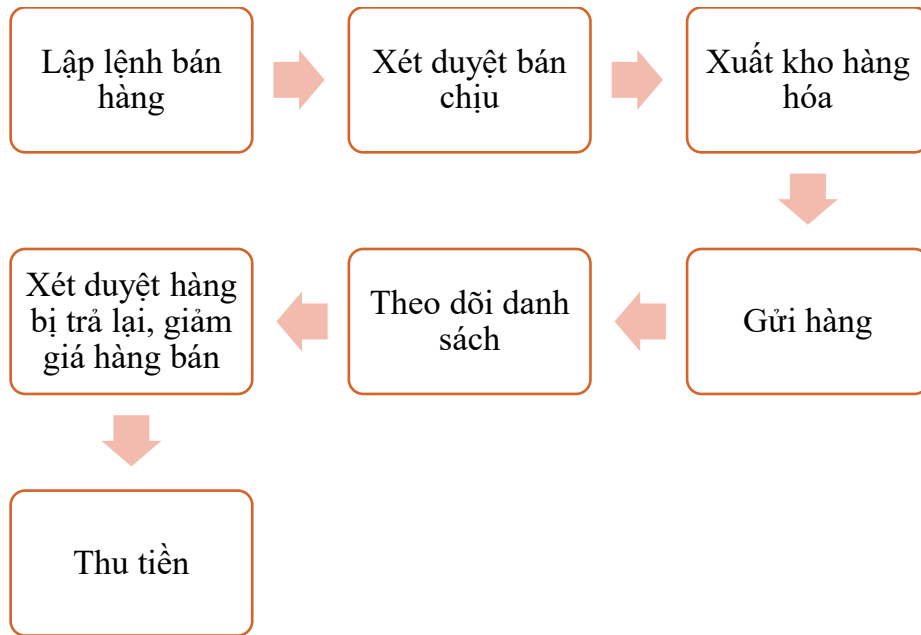 Lập lệnh bán
hàng
Xét duyệt bán
chịu
Xuất kho hàng
hóa
Gửi hàng
Theo dõi danh
sách
Xét duyệt hàng
bị trả lại, giảm
giá hàng bán
Thu tiền